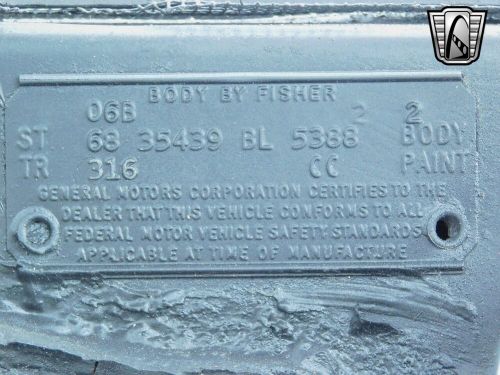 BODY BY FISHER
06B 2 2
ST 68 35439 BL 5388 BODY
TR 316 CC PAINT
GENERAL MOTORS CORPORATION CERTIFIES TO THE
DEALER THAT THIS VEHICLE CONFORMS TO ALL
FEDERAL MOTOR VEHICLE SAFETY STANDARDS
APPLICABLE AT TIME OF MANUFACTURE